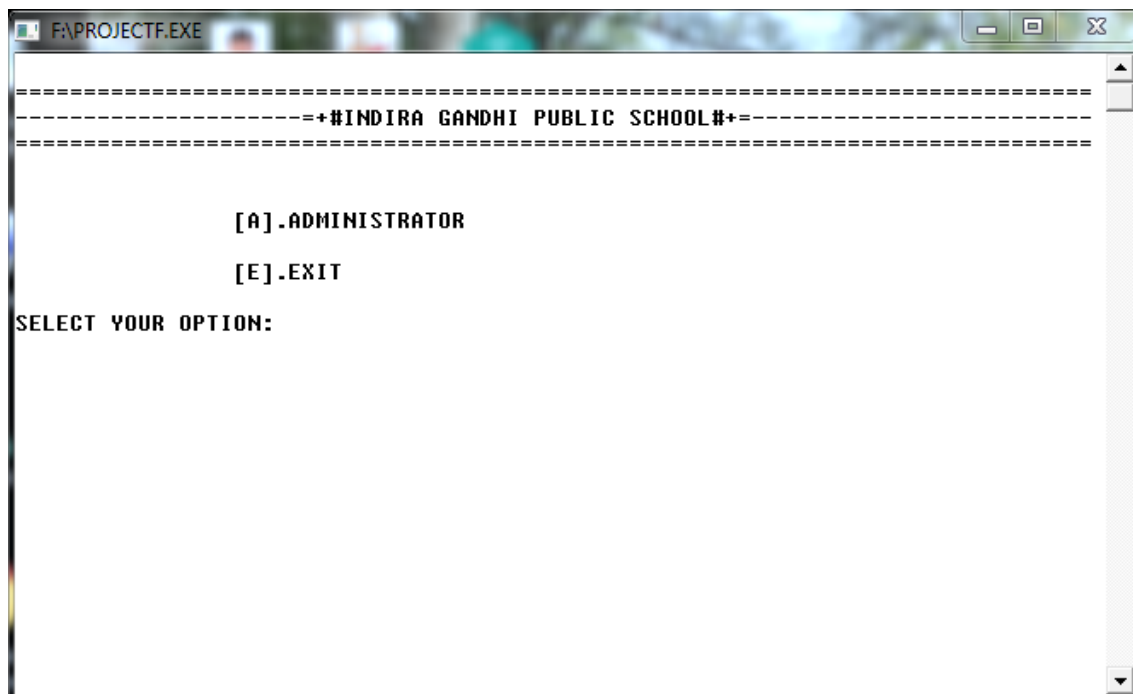 F:\PROJECTF.EXE
===============================================================================
---------------------=+#INDIRA GANDHI PUBLIC SCHOOL#+=-------------------------
===============================================================================
[A].ADMINISTRATOR
[E].EXIT
SELECT YOUR OPTION: